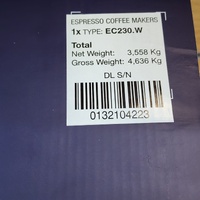 ESPRESSO COFFEE MAKERS
1x TYPE: EC230.W
Total
Net Weight: 3,558 Kg
Gross Weight: 4,636 Kg
DL S/N
0132104223